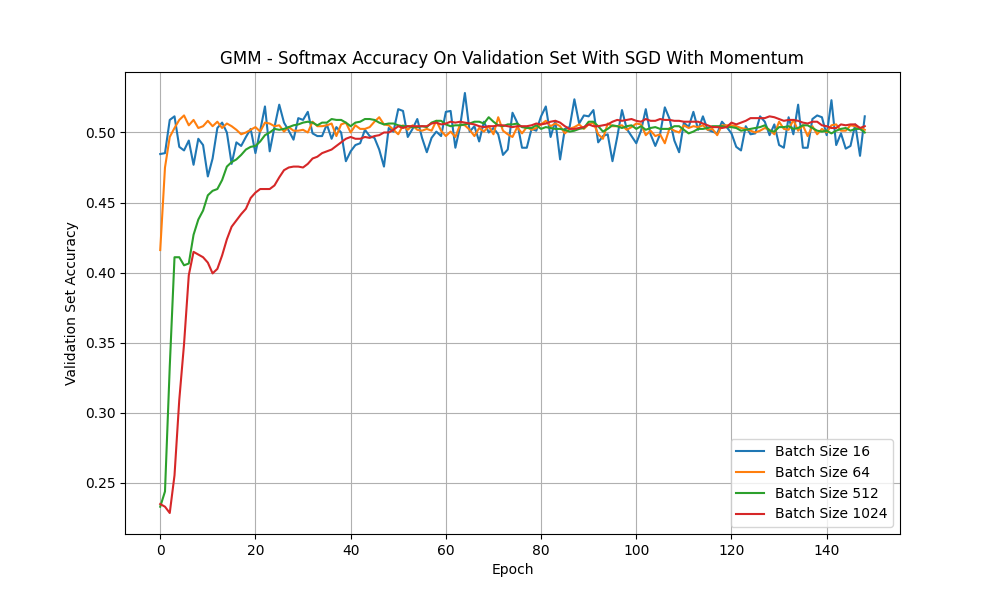 GMM - Softmax Accuracy On Validation Set With SGD With Momentum
Validation Set Accuracy
0.50
0.45
0.40
0.35
0.30
0.25
Batch Size 16
Batch Size 64
Batch Size 512
Batch Size 1024
0 20 40 60 80 100 120 140
Epoch